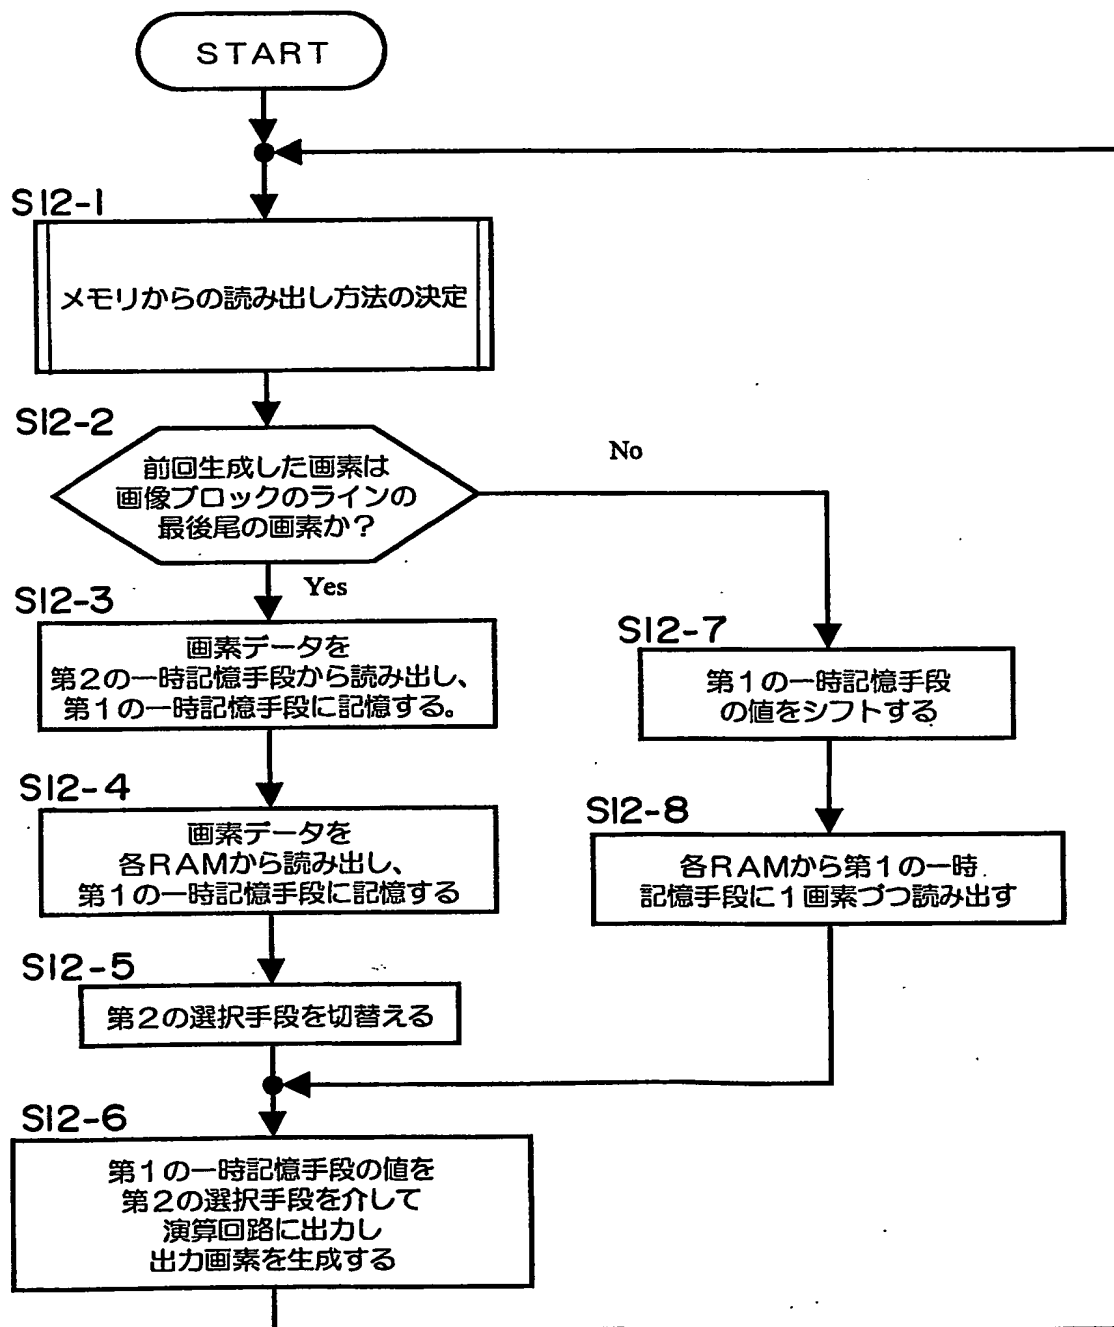 START
S12-1
メモリからの読み出し方法の決定
S12-2
前回生成した画素は
画像ブロックのラインの
最後尾の画素か?
No
Yes
S12-3
画素データを
第2の一時記憶手段から読み出し、
第1の一時記憶手段に記憶する。
S12-4
画素データを
各RAMから読み出し、
第1の一時記憶手段に記憶する
S12-5
第2の選択手段を切替える
S12-7
第1の一時記憶手段
の値をシフトする
S12-8
各RAMから第1の一時
記憶手段に1画素づつ読み出す
S12-6
第1の一時記憶手段の値を
第2の選択手段を介して
演算回路に出力し
出力画素を生成する